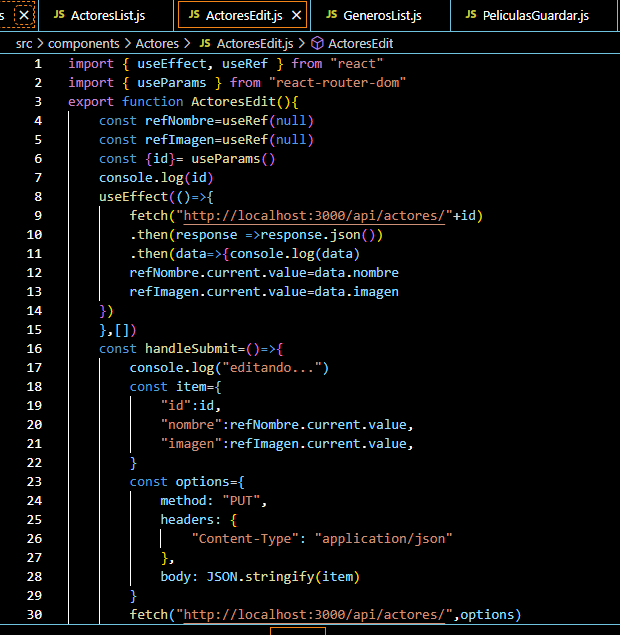 s × JS ActoresList.js JS ActoresEdit.js × JS GenerosList.js JS PeliculasGuardar.js
src > components > Actores > JS ActoresEdit.js > ActoresEdit
1 import { useEffect, useRef } from "react"
2 import { useParams } from "react-router-dom"
3 export function ActoresEdit(){
4 const refNombre=useRef(null)
5 const refImagen=useRef(null)
6 const {id}= useParams()
7 console.log(id)
8 useEffect(()=>{
9 fetch("http://localhost:3000/api/actores/"+id)
10 .then(response =>response.json())
11 .then(data=>{console.log(data)
12 refNombre.current.value=data.nombre
13 refImagen.current.value=data.imagen
14 })
15 },[])
16 const handleSubmit=()=>{
17 console.log("editando...")
18 const item={
19 "id":id,
20 "nombre":refNombre.current.value,
21 "imagen":refImagen.current.value,
22 }
23 const options={
24 method: "PUT",
25 headers: {
26 "Content-Type": "application/json"
27 },
28 body: JSON.stringify(item)
29 }
30 fetch("http://localhost:3000/api/actores/",options)